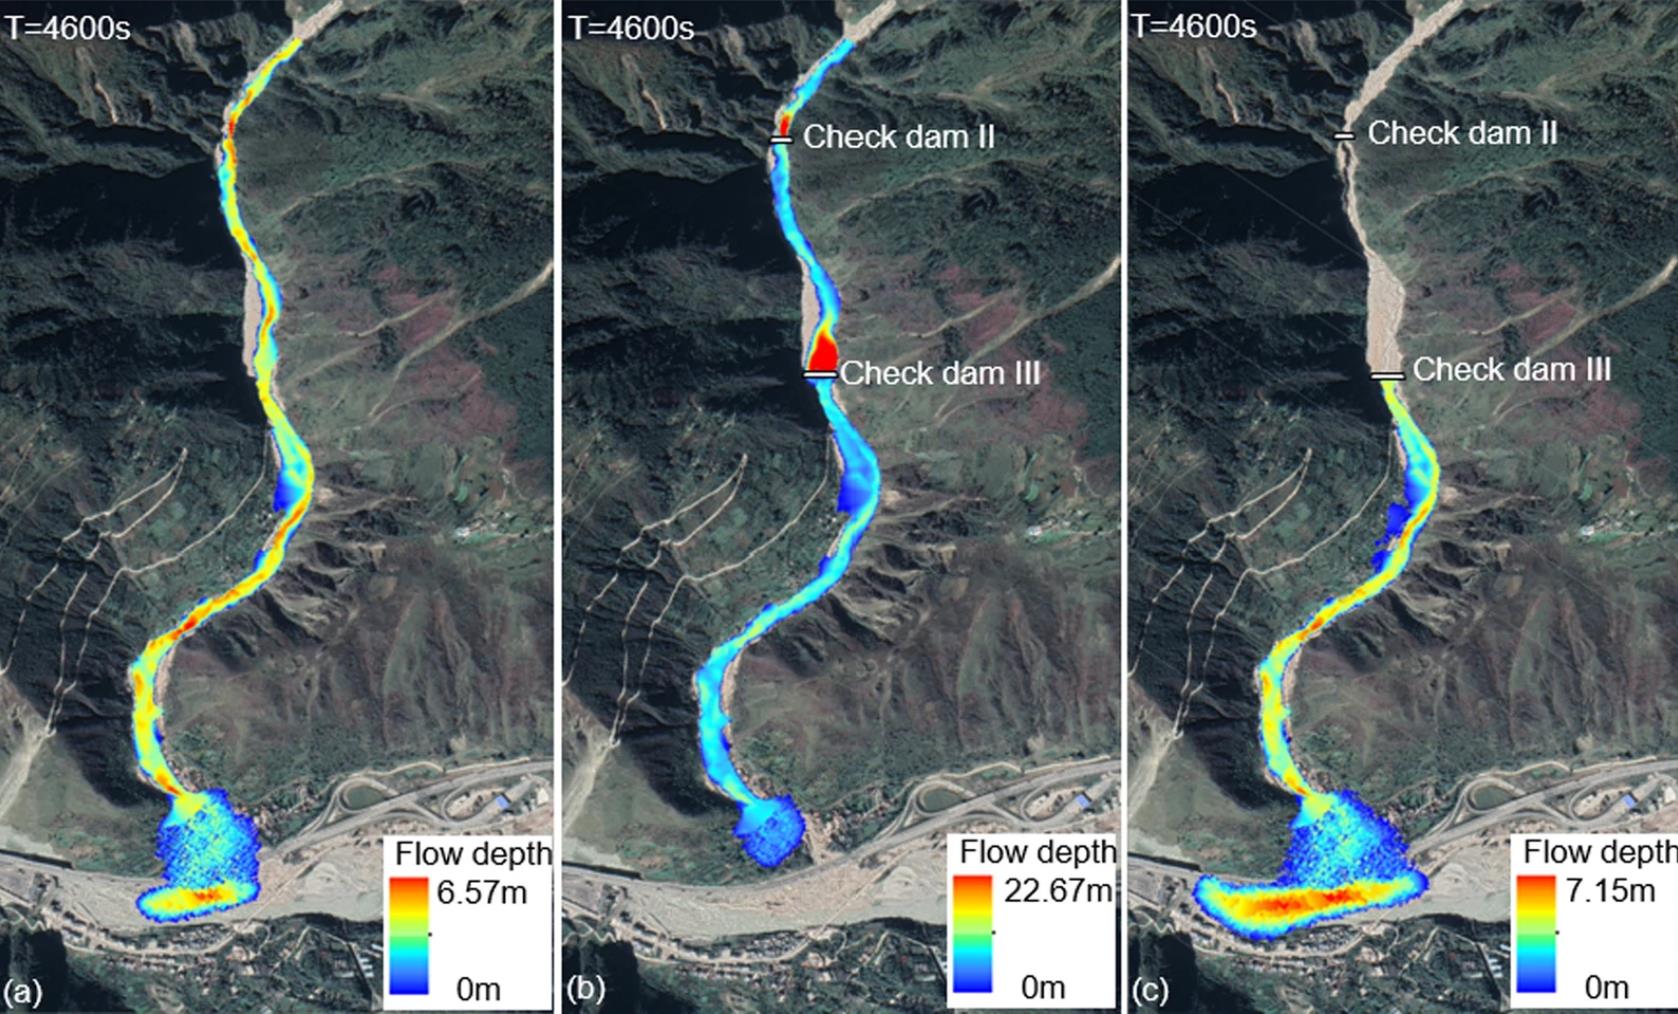 T=4600s
(a)
Flow depth
6.57m
0m
T=4600s
Check dam II
Check dam III
(b)
Flow depth
22.67m
0m
T=4600s
Check dam II
Check dam III
(c)
Flow depth
7.15m
0m